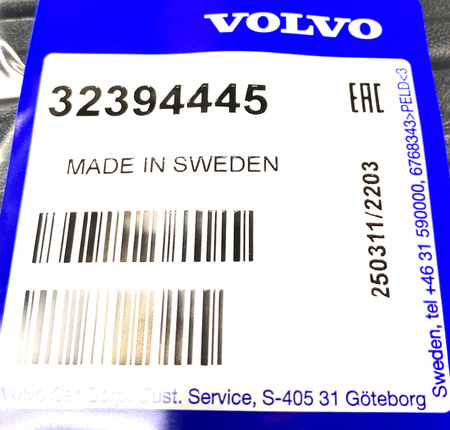 VOLVO
32394445
EAC
MADE IN SWEDEN
250311/2203
Sweden, tel +46 31 590000, 6768343>PELD<3
Volvo Car Corp. Cust. Service, S-405 31 Göteborg